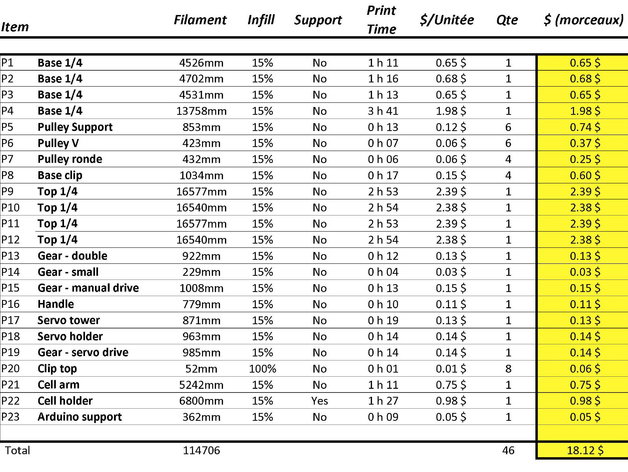 Item Filament Infill Support Print Time $/Unitée Qte $ (morceaux)
P1 Base 1/4 4526mm 15% No 1 h 11 0.65 $ 1 0.65 $
P2 Base 1/4 4702mm 15% No 1 h 16 0.68 $ 1 0.68 $
P3 Base 1/4 4531mm 15% No 1 h 13 0.65 $ 1 0.65 $
P4 Base 1/4 13758mm 15% No 3 h 41 1.98 $ 1 1.98 $
P5 Pulley Support 853mm 15% No 0 h 13 0.12 $ 6 0.74 $
P6 Pulley V 423mm 15% No 0 h 07 0.06 $ 6 0.37 $
P7 Pulley ronde 432mm 15% No 0 h 06 0.06 $ 4 0.25 $
P8 Base clip 1034mm 15% No 0 h 17 0.15 $ 4 0.60 $
P9 Top 1/4 16577mm 15% No 2 h 53 2.39 $ 1 2.39 $
P10 Top 1/4 16540mm 15% No 2 h 54 2.38 $ 1 2.38 $
P11 Top 1/4 16577mm 15% No 2 h 53 2.39 $ 1 2.39 $
P12 Top 1/4 16540mm 15% No 2 h 54 2.38 $ 1 2.38 $
P13 Gear - double 922mm 15% No 0 h 12 0.13 $ 1 0.13 $
P14 Gear - small 229mm 15% No 0 h 04 0.03 $ 1 0.03 $
P15 Gear - manual drive 1008mm 15% No 0 h 13 0.15 $ 1 0.15 $
P16 Handle 779mm 15% No 0 h 10 0.11 $ 1 0.11 $
P17 Servo tower 871mm 15% No 0 h 19 0.13 $ 1 0.13 $
P18 Servo holder 963mm 15% No 0 h 14 0.14 $ 1 0.14 $
P19 Gear - servo drive 985mm 15% No 0 h 14 0.14 $ 1 0.14 $
P20 Clip top 52mm 100% No 0 h 01 0.01 $ 8 0.06 $
P21 Cell arm 5242mm 15% No 1 h 11 0.75 $ 1 0.75 $
P22 Cell holder 6800mm 15% Yes 1 h 27 0.98 $ 1 0.98 $
P23 Arduino support 362mm 15% No 0 h 09 0.05 $ 1 0.05 $
Total 114706 46 18.12 $